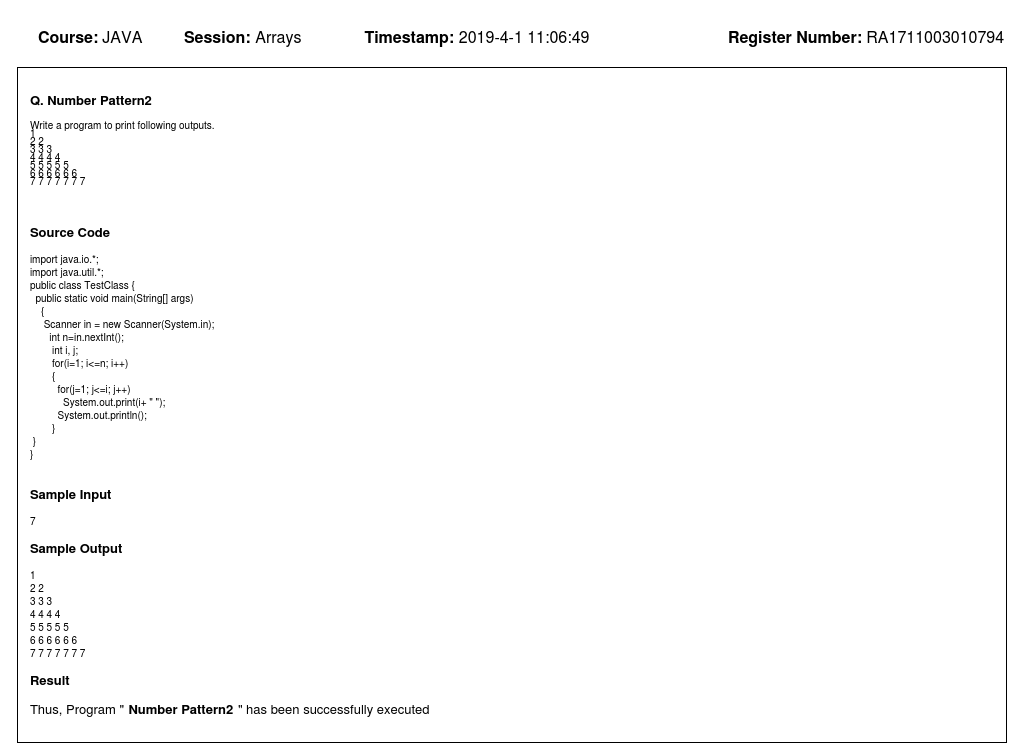 Course: JAVA Session: Arrays Timestamp: 2019-4-1 11:06:49 Register Number: RA1711003010794
Q. Number Pattern2
Write a program to print following outputs.
1
2 2
3 3 3
4 4 4 4
5 5 5 5 5
6 6 6 6 6 6
7 7 7 7 7 7 7
Source Code
import java.io.*;
import java.util.*;
public class TestClass {
public static void main(String[] args)
{
Scanner in = new Scanner(System.in);
int n=in.nextInt();
int i, j;
for(i=1; i<=n; i++)
{
for(j=1; j<=i; j++)
System.out.print(i+ " ");
System.out.println();
}
}
}
Sample Input
7
Sample Output
1
2 2
3 3 3
4 4 4 4
5 5 5 5 5
6 6 6 6 6 6
7 7 7 7 7 7 7
Result
Thus, Program " Number Pattern2 " has been successfully executed